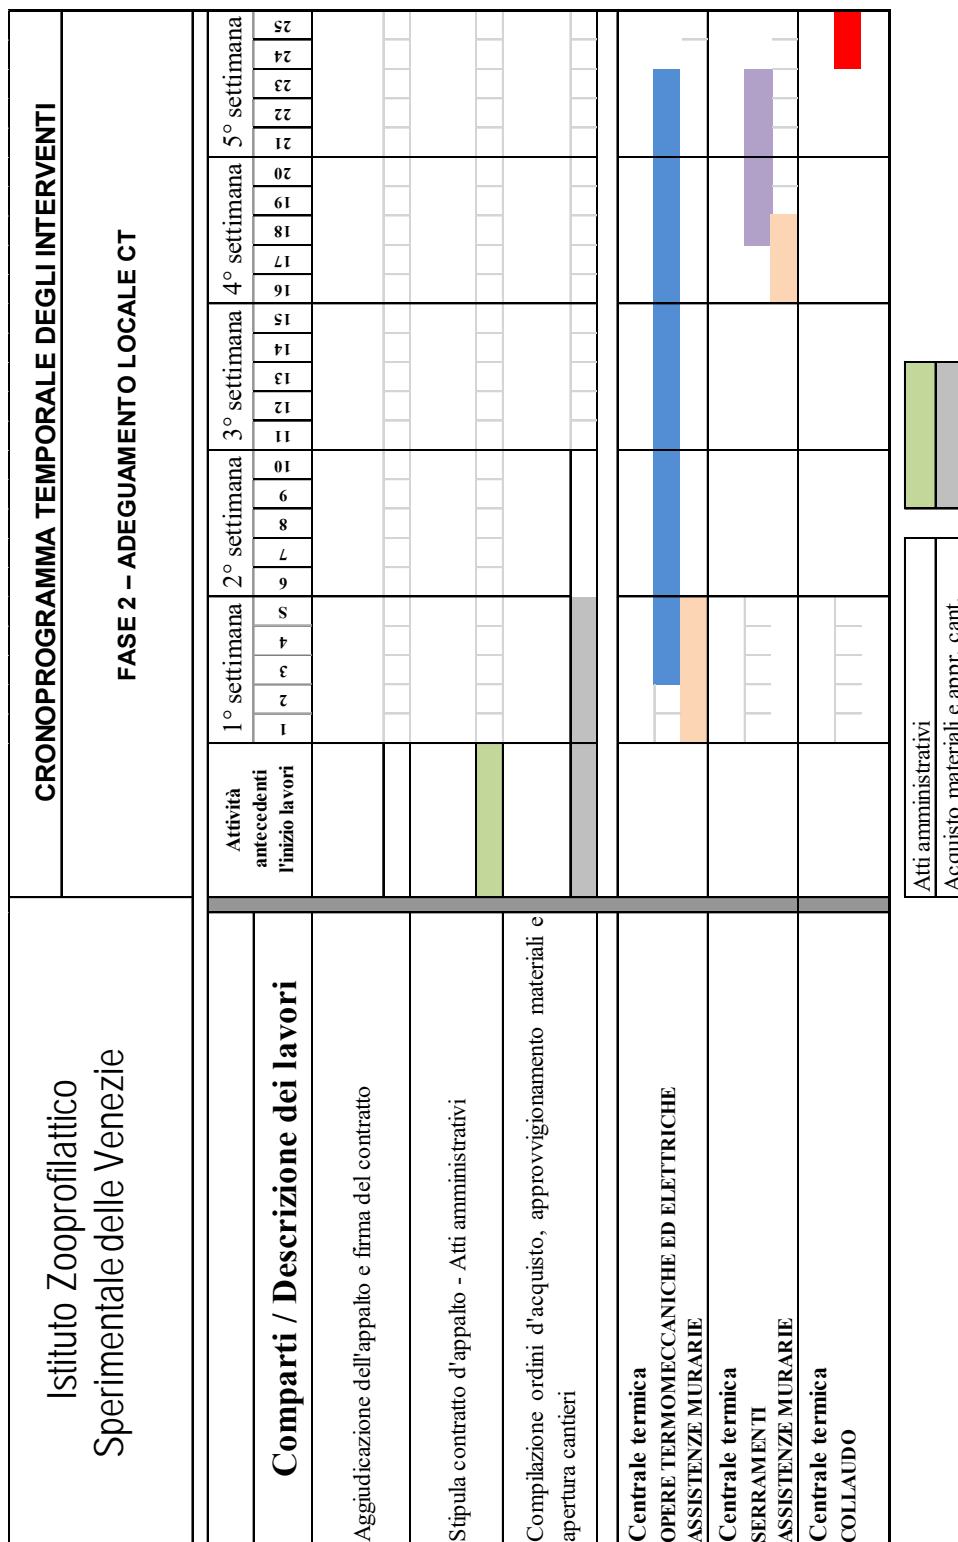 Istituto Zooprofilattico
Sperimentale delle Venezie
CRONOPROGRAMMA TEMPORALE DEGLI INTERVENTI
FASE 2 – ADEGUAMENTO LOCALE CT
Comparti / Descrizione dei lavori
Attività
antecedenti
l'inizio lavori
1° settimana 2° settimana 3° settimana 4° settimana 5° settimana
1 2 3 4 5 6 7 8 9 10 11 12 13 14 15 16 17 18 19 20 21 22 23 24 25
Aggiudicazione dell'appalto e firma del contratto
Stipula contratto d'appalto - Atti amministrativi
Compilazione ordini d'acquisto, approvvigionamento materiali e
apertura cantieri
Centrale termica
OPERE TERMOMECCANICHE ED ELETTRICHE
ASSISTENZE MURARIE
Centrale termica
SERRAMENTI
ASSISTENZE MURARIE
Centrale termica
COLLAUDO
Atti amministrativi
Acquisto materiali e appr. cant.